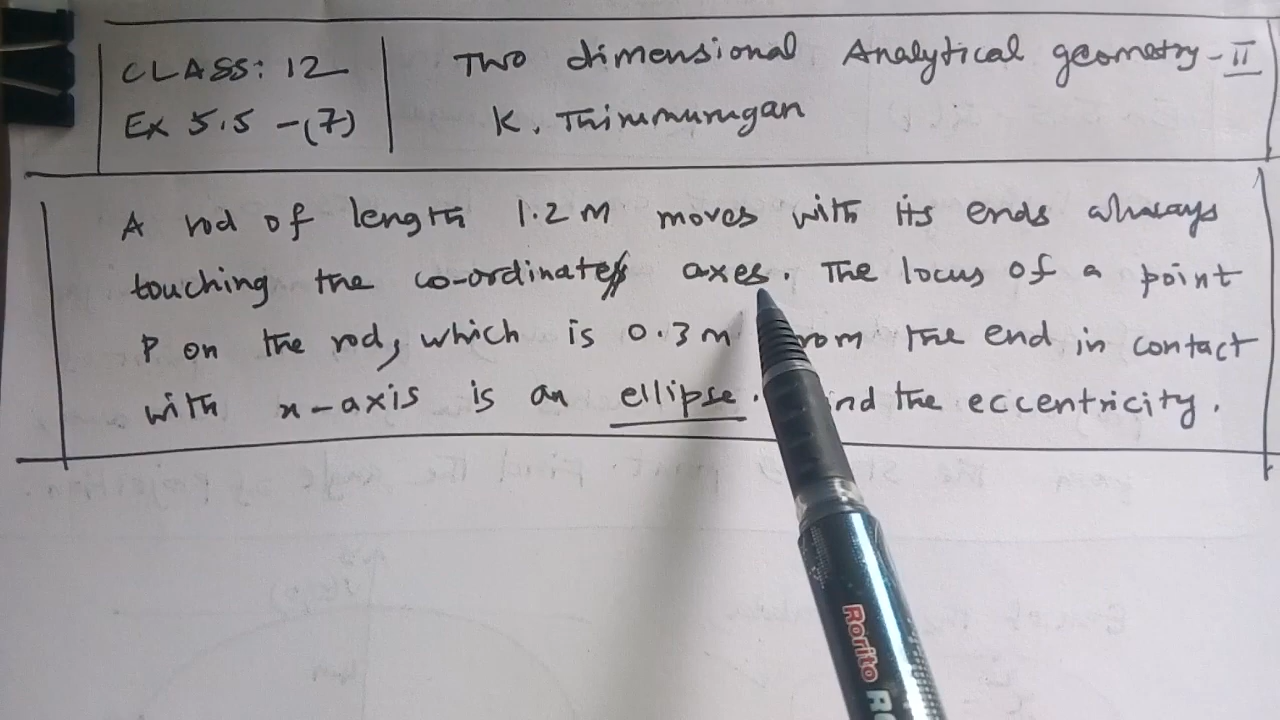 CLASS: 12
Ex 5.5 -(7)
Two dimensional Analytical geometry - II
K. Thirumurugan
A rod of length 1.2 M moves with its ends always
touching the co-ordinates axes. The locus of a point
P on the rod, which is 0.3 m rom the end in contact
with x-axis is an ellipse. nd the eccentricity.
Rorito